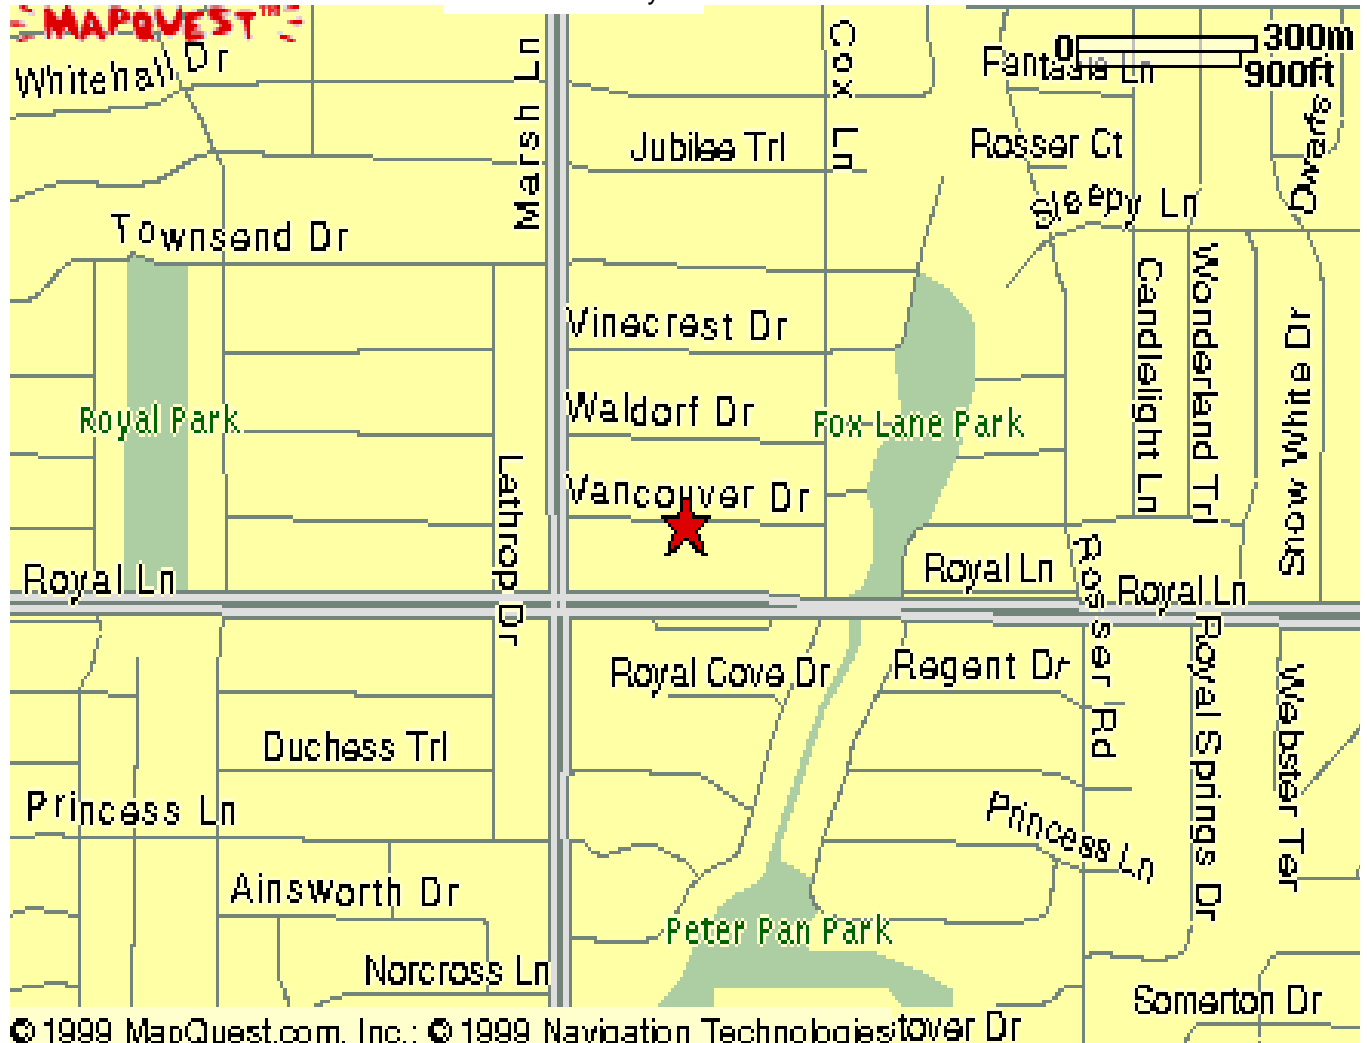 MAPQUEST™
0 300m
900ft
Whitehall Dr
Marsh Ln
Cox Ln
Fantasia Ln
Dwarfs
Jubilee Trl
Rosser Ct
Sleepy Ln
Townsend Dr
Vinecrest Dr
Candlelight Ln
Wonderland Trl
Snow White Dr
Royal Park
Waldorf Dr
Fox-Lane Park
Lathrop Dr
Vancouver Dr
Royal Ln
Royal Ln
Royal Ln
Rosser Rd
Royal Cove Dr
Regent Dr
Royal Springs Dr
Webster Ter
Duchess Trl
Princess Ln
Princess Ln
Ainsworth Dr
Peter Pan Park
Norcross Ln
Somerton Dr
© 1999 MapQuest.com, Inc.; © 1999 Navigation Technologies
tover Dr